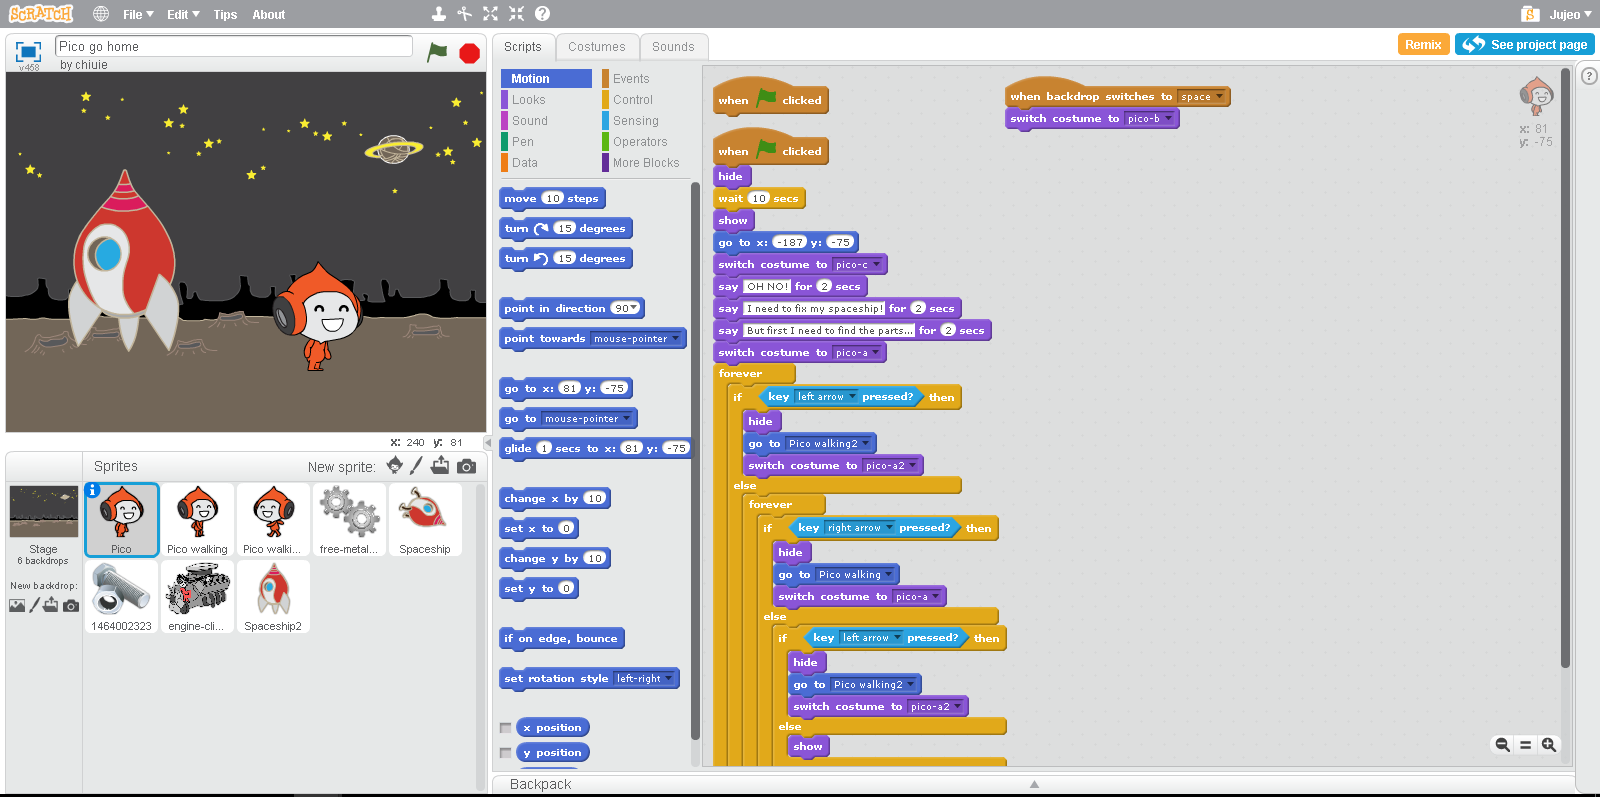 SCRATCH
File
Edit
Tips
About
Jujeo
v458
Pico go home
by chiuie
Scripts
Costumes
Sounds
Remix
See project page
Motion
Looks
Sound
Pen
Data
Events
Control
Sensing
Operators
More Blocks
move 10 steps
turn 15 degrees
turn 15 degrees
point in direction 90
point towards mouse-pointer
go to x: 81 y: -75
go to mouse-pointer
glide 1 secs to x: 81 y: -75
change x by 10
set x to 0
change y by 10
set y to 0
if on edge, bounce
set rotation style left-right
x position
y position
when clicked
when clicked
hide
wait 10 secs
show
go to x: -187 y: -75
switch costume to pico-c
say OH NO! for 2 secs
say I need to fix my spaceship! for 2 secs
say But first I need to find the parts... for 2 secs
switch costume to pico-a
forever
if key left arrow pressed? then
hide
go to Pico walking2
switch costume to pico-a2
else
forever
if key right arrow pressed? then
hide
go to Pico walking
switch costume to pico-a
else
if key left arrow pressed? then
hide
go to Pico walking2
switch costume to pico-a2
else
show
when backdrop switches to space
switch costume to pico-b
x: 81
y: -75
x: 240 y: 81
Sprites
New sprite:
Stage
6 backdrops
New backdrop:
Pico
Pico walking
Pico walki...
free-metal...
Spaceship
1464002323
engine-cli...
Spaceship2
Backpack